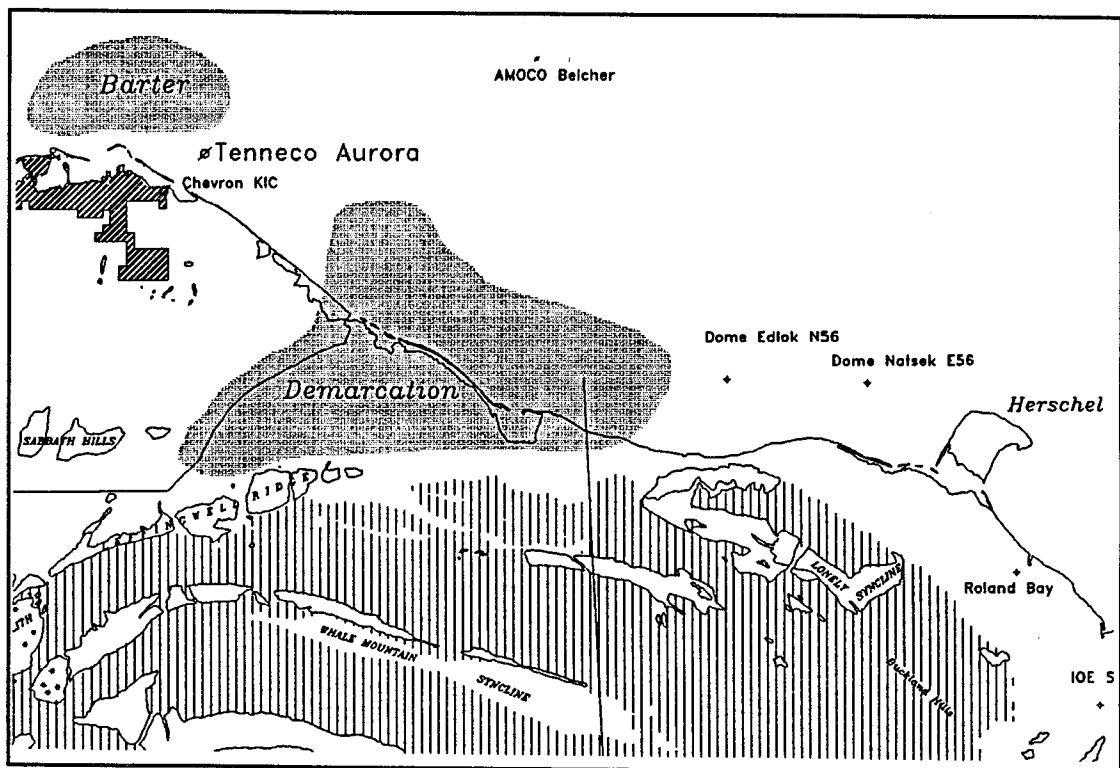 Barter
AMOCO Belcher
Tenneco Aurora
Chevron KIC
Dome Edlok N56
Dome Natsek E56
Demarcation
Herschel
SABBATH HILLS
RIDGE
WELL
LONELY
SYNCLINE
Roland Bay
WHALE MOUNTAIN
SYNCLINE
Buckland Hills
IOE S